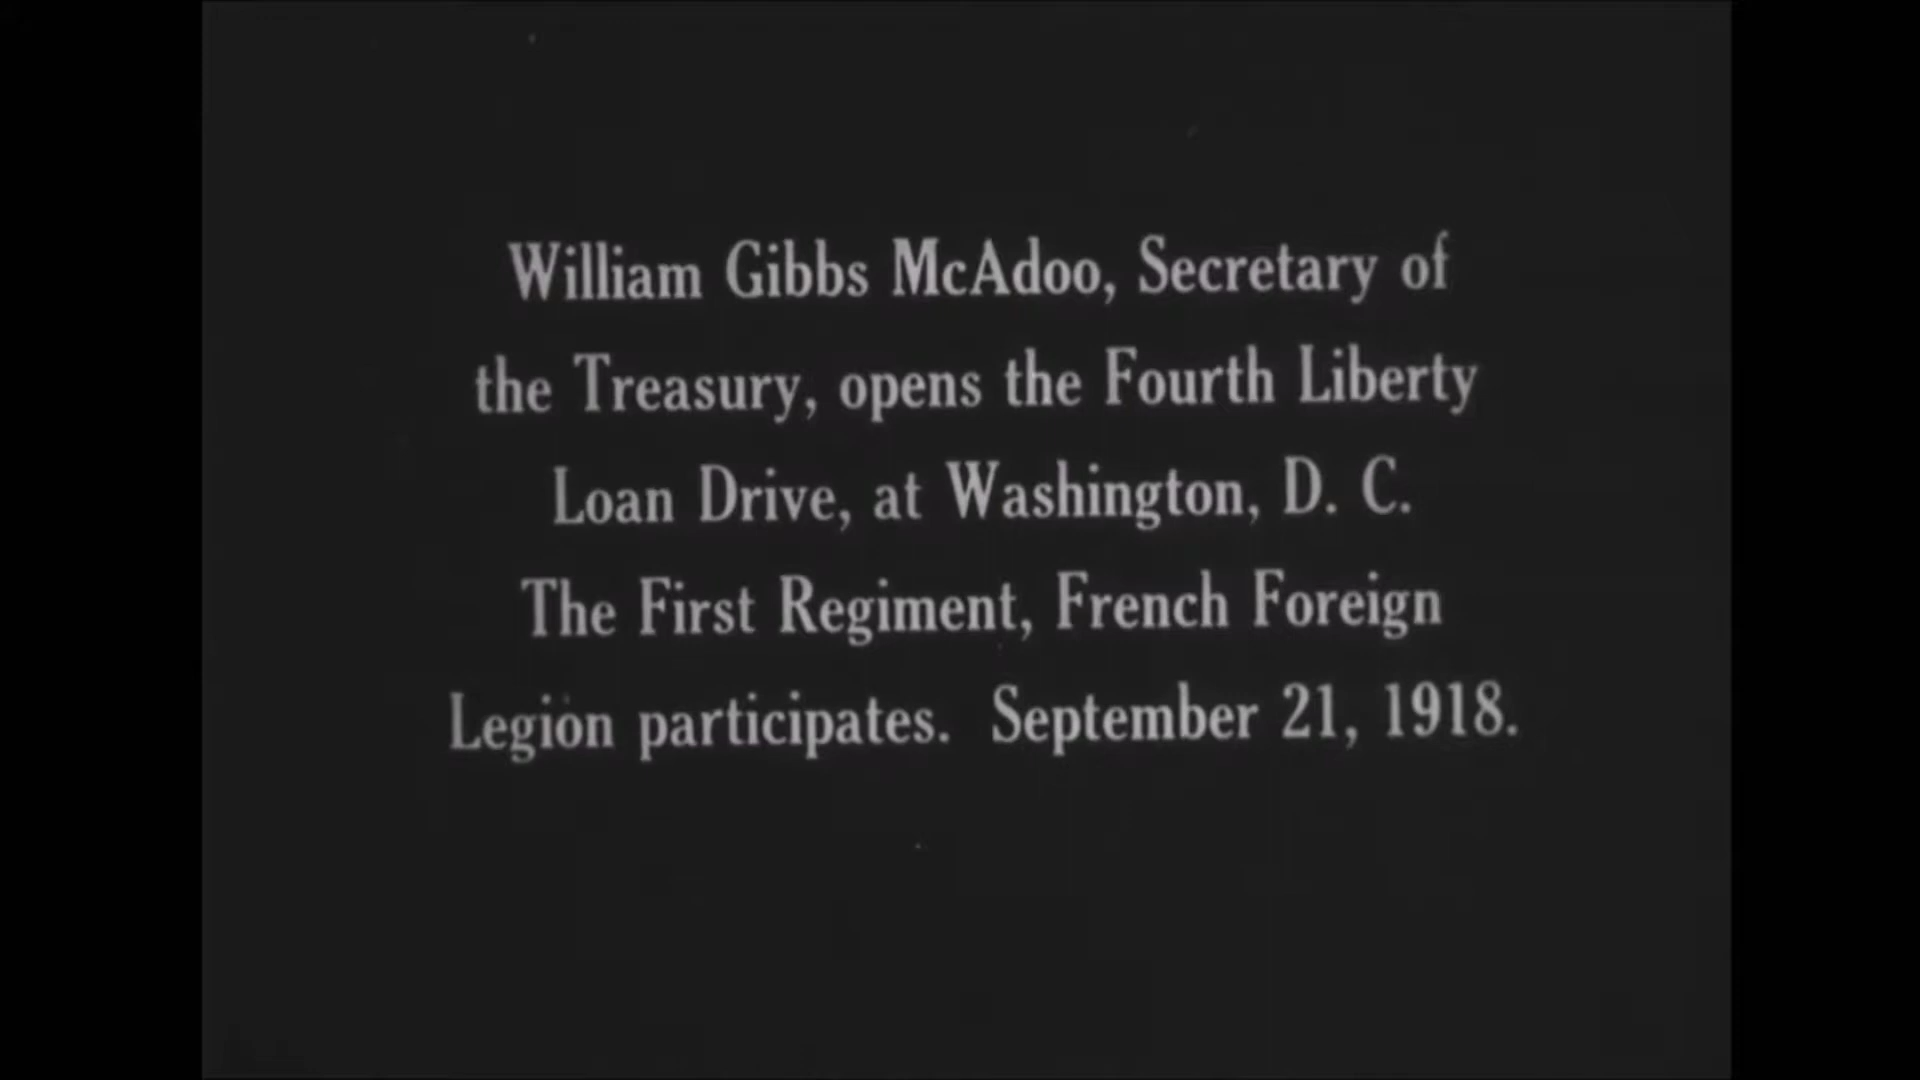 William Gibbs McAdoo, Secretary of
the Treasury, opens the Fourth Liberty
Loan Drive, at Washington, D. C.
The First Regiment, French Foreign
Legion participates. September 21, 1918.